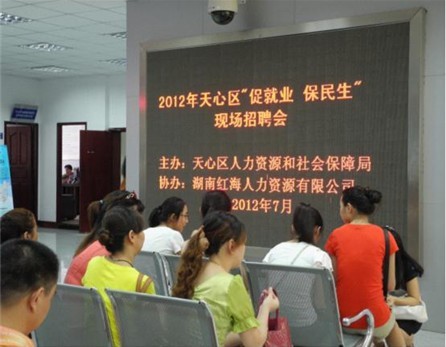 2012年天心区"促就业 保民生"
现场招聘会
主办：天心区人力资源和社会保障局
协办：湖南红海人力资源有限公司
2012年7月